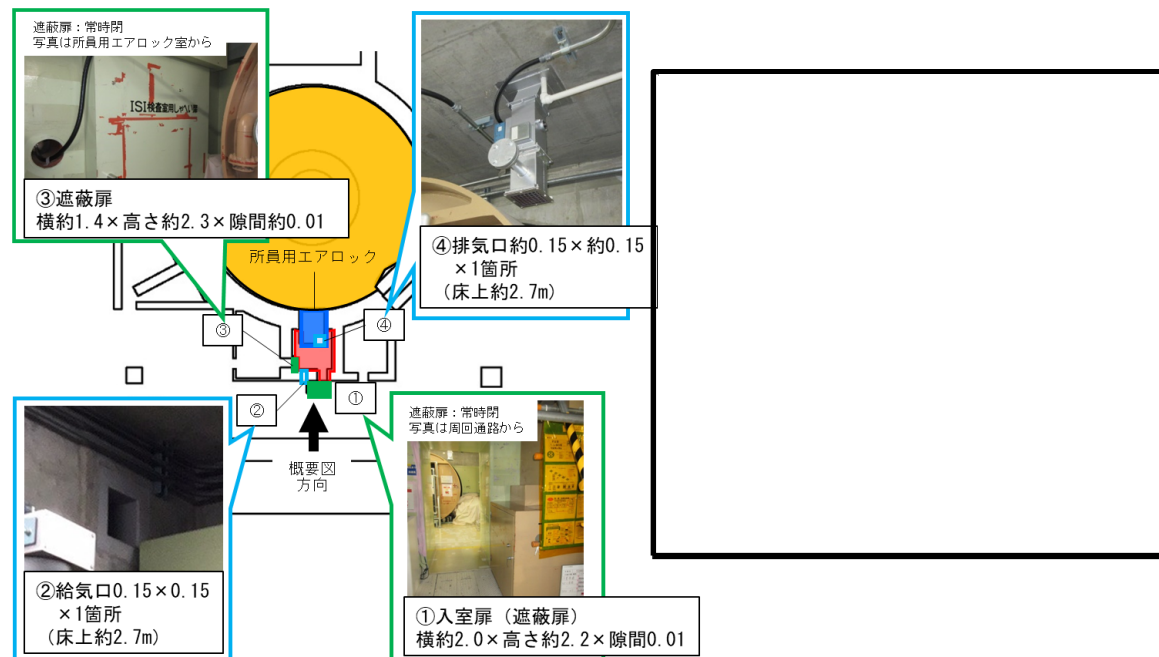 遮蔽扉：常時閉
写真は所員用エアロック室から
ISI検査室用しゃへい扉
③遮蔽扉
横約1.4×高さ約2.3×隙間約0.01
④排気口約0.15×約0.15
×1箇所
(床上約2.7m)
所員用エアロック
③
④
②
①
概要図
方向
②給気口0.15×0.15
×1箇所
(床上約2.7m)
遮蔽扉：常時閉
写真は周回通路から
①入室扉（遮蔽扉）
横約2.0×高さ約2.2×隙間0.01